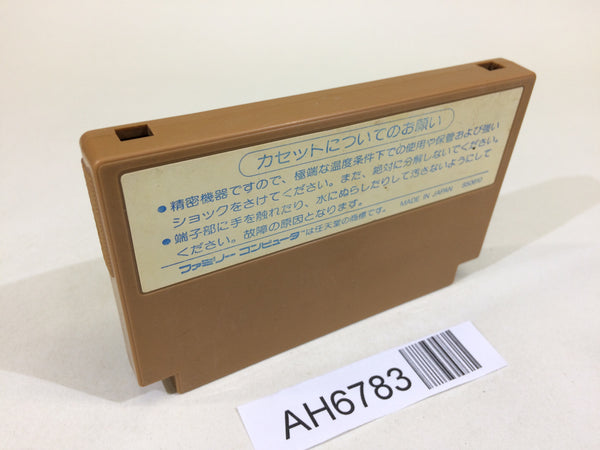 カセットについてのお願い
●精密機器ですので、極端な温度条件下での使用や保管および強い
ショックをさけてください。また、絶対に分解しないでください。
●端子部に手を触れたり、水にぬらしたりして汚さないようにして
ください。故障の原因となります。
ファミリーコンピュータ™は任天堂の商標です。 MADE IN JAPAN
AH6783